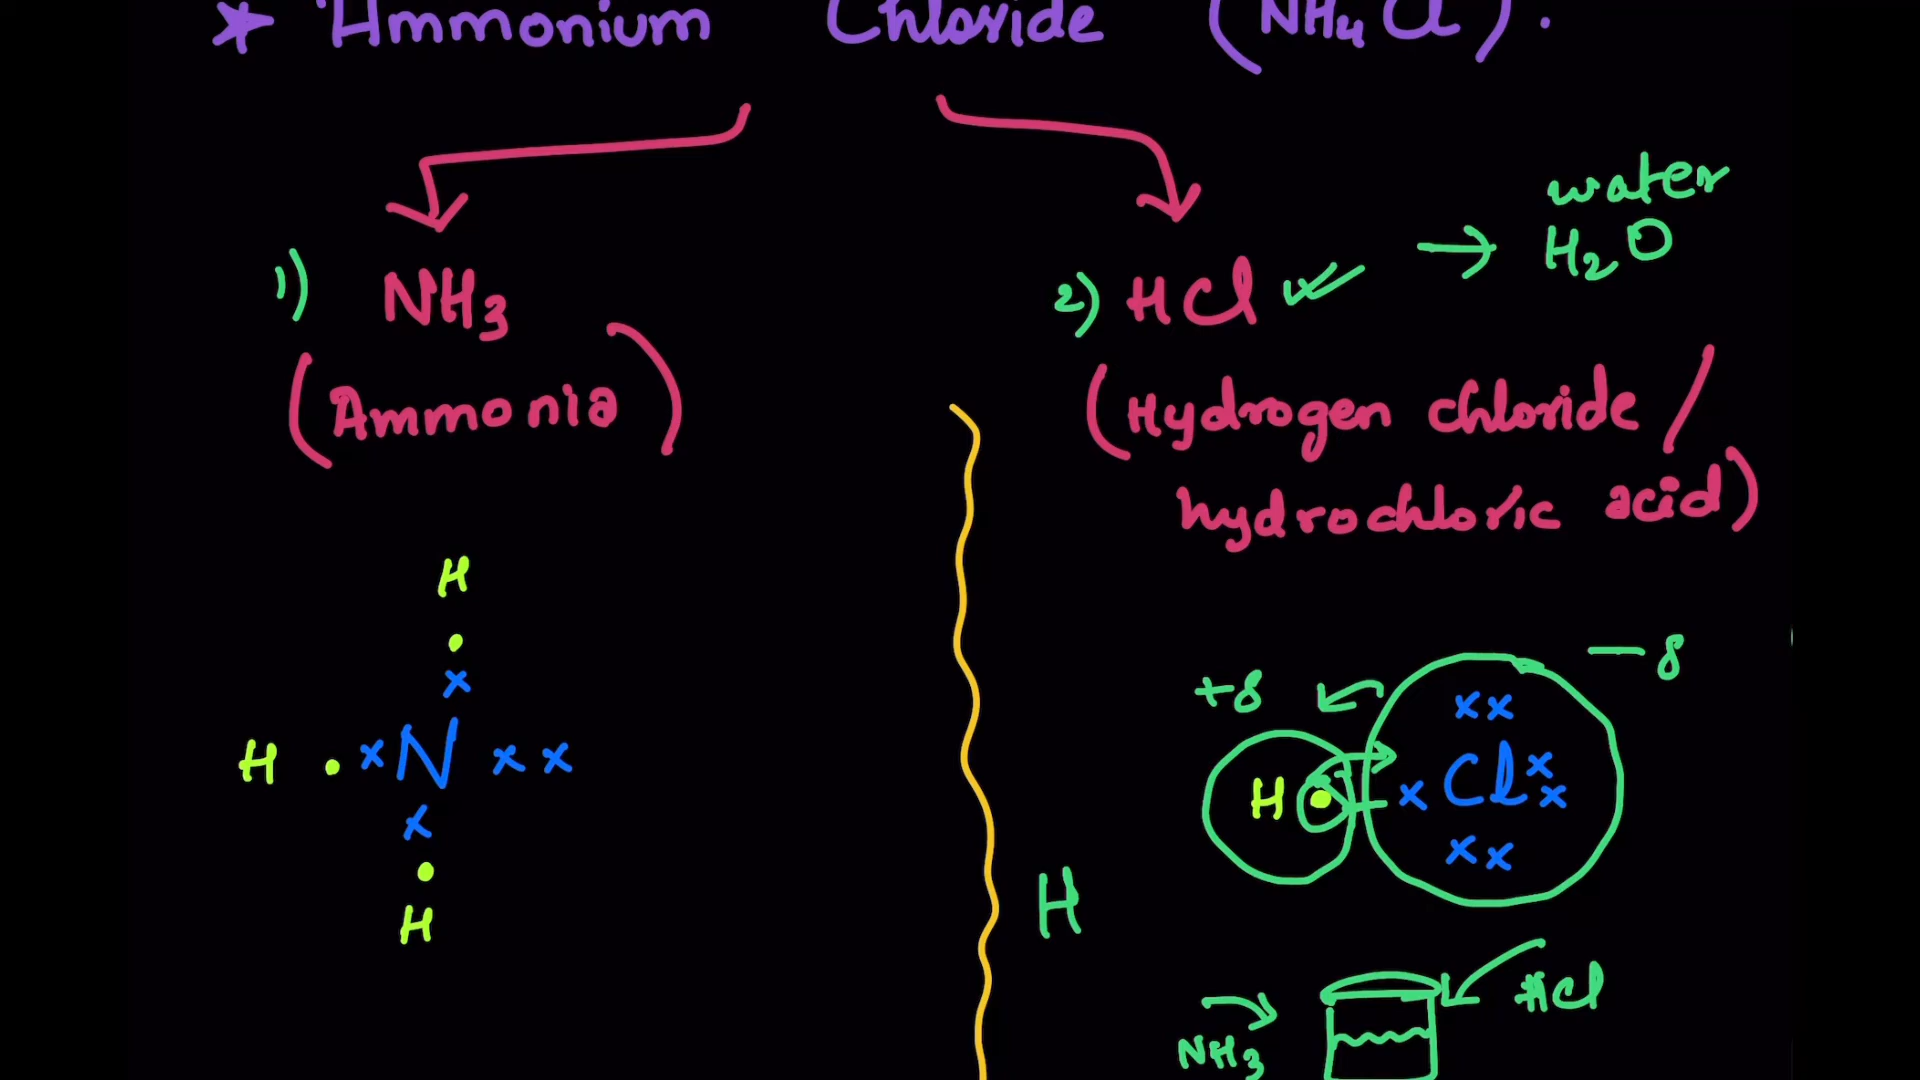 * Ammonium Chloride (NH4Cl).
water
H2O
1) NH3
2) HCl
(Ammonia)
(Hydrogen chloride/
hydrochloric acid)
H
x
H x N x x
x
H
+δ
-δ
x x
H x Cl x
x
x x
H
HCl
NH3